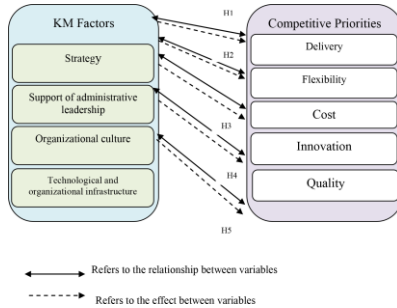 KM Factors
Strategy
Support of administrative
leadership
Organizational culture
Technological and
organizational infrastructure
H1
H2
H3
H4
H5
Competitive Priorities
Delivery
Flexibility
Cost
Innovation
Quality
Refers to the relationship between variables
Refers to the effect between variables